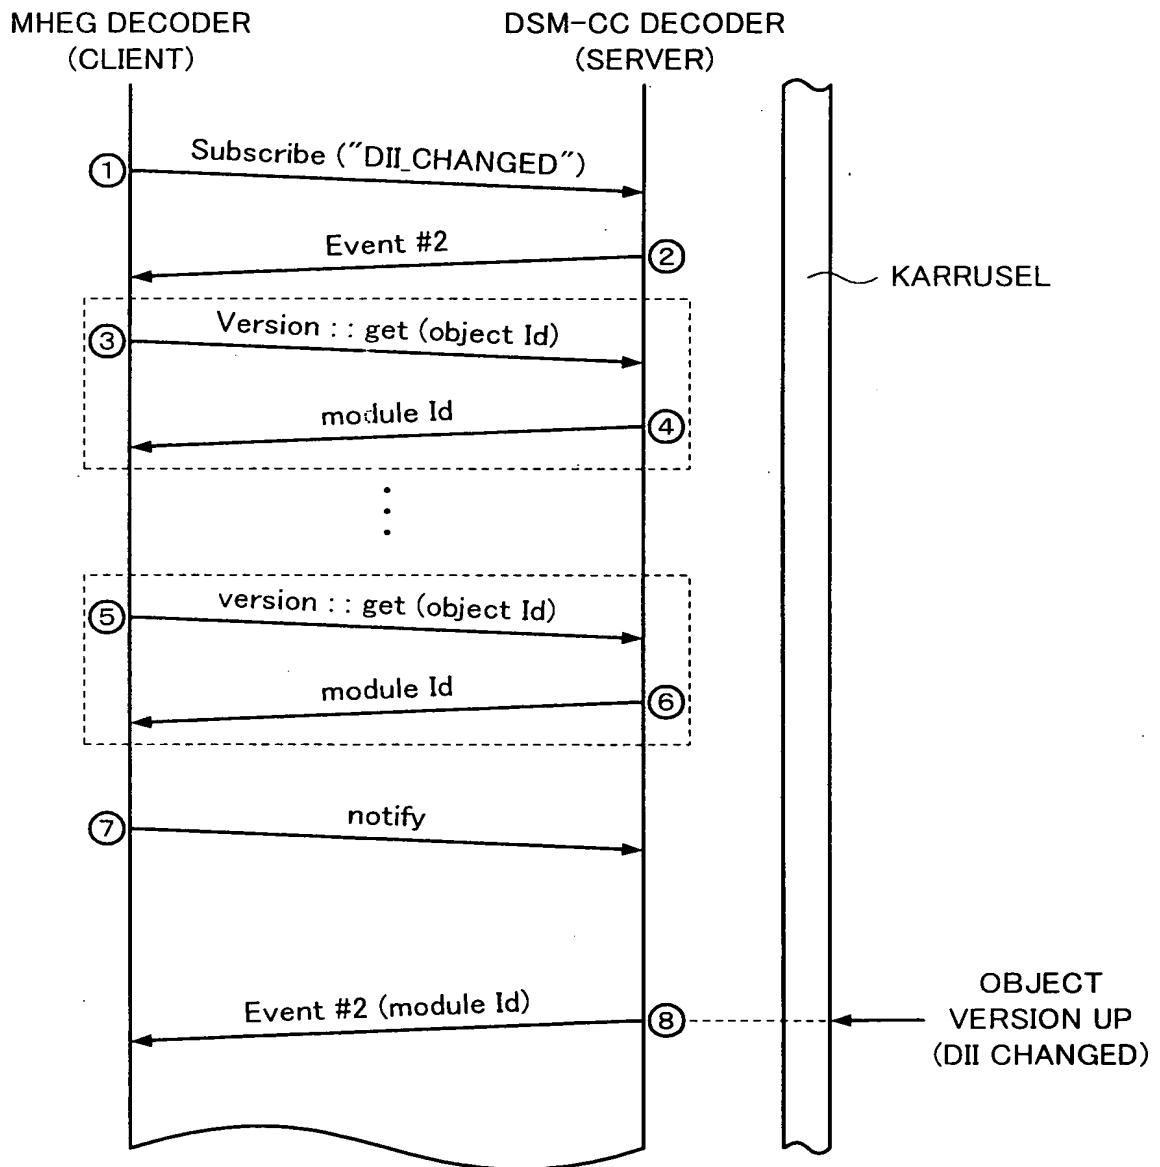 MHEG DECODER
(CLIENT)
DSM-CC DECODER
(SERVER)
① Subscribe ("DII_CHANGED")
Event #2 ②
KARRUSEL
③ Version : : get (object Id)
module Id ④
⑤ version : : get (object Id)
module Id ⑥
⑦ notify
Event #2 (module Id) ⑧
OBJECT
VERSION UP
(DII CHANGED)